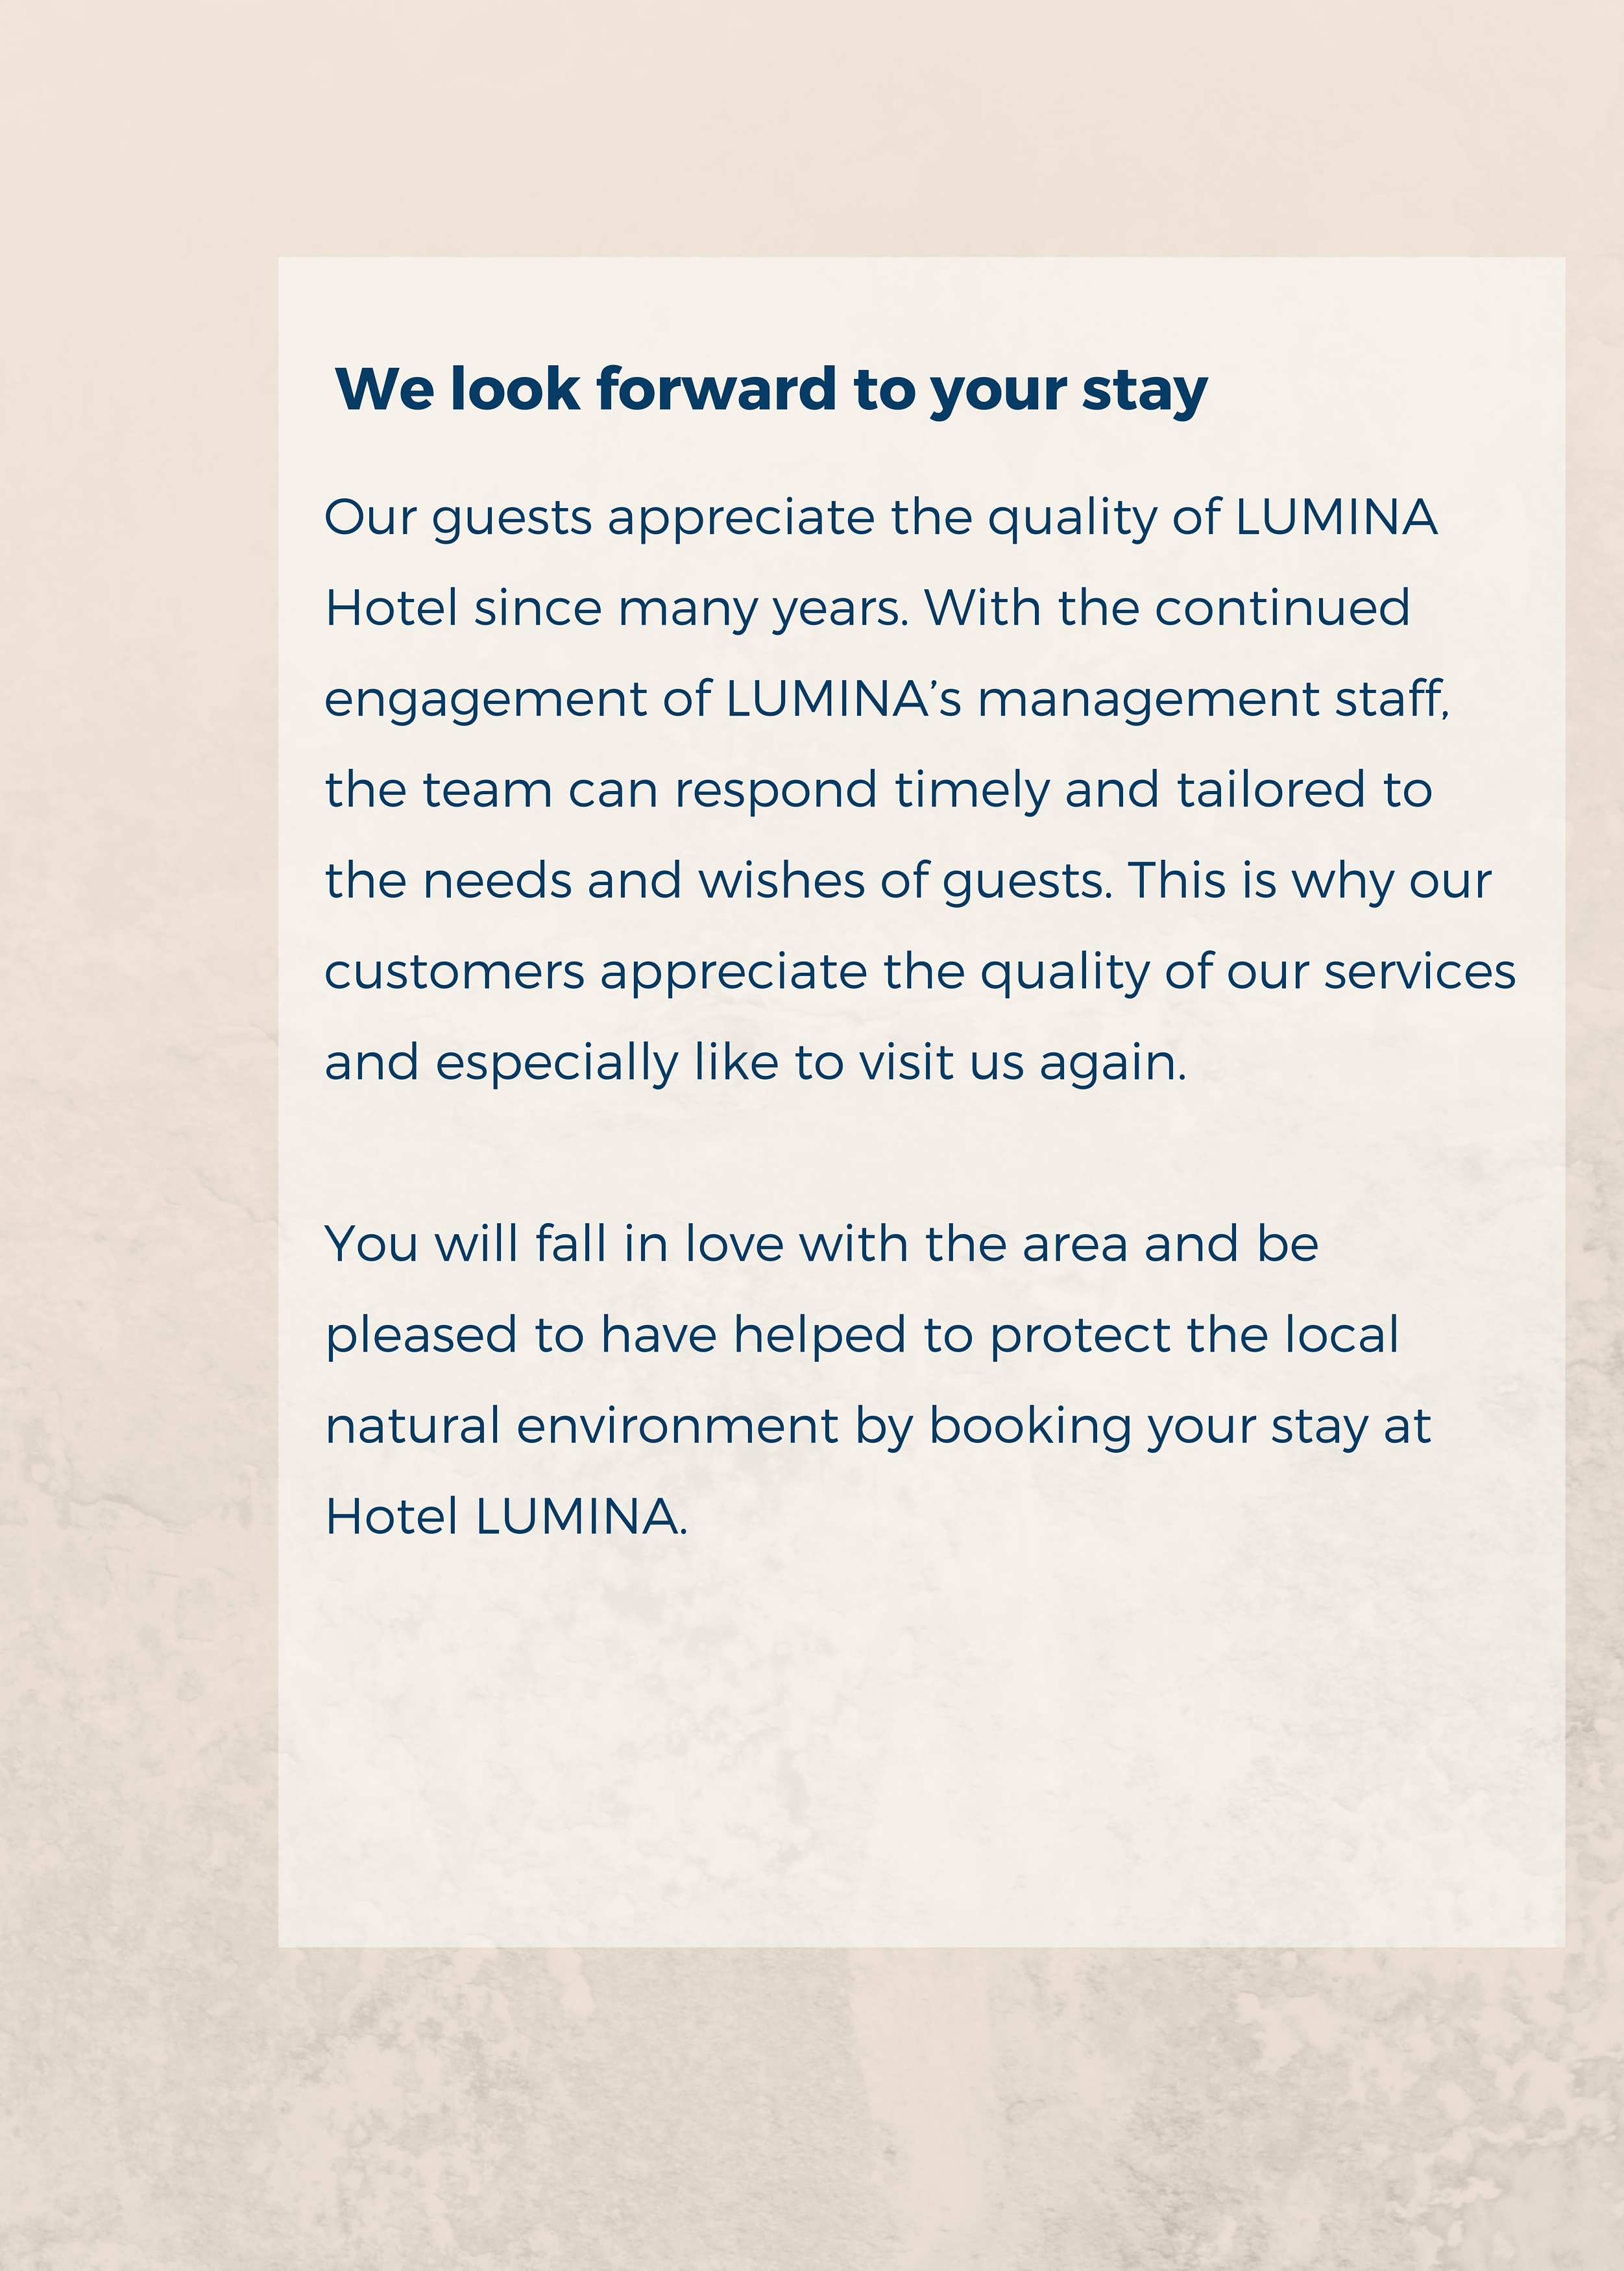 We look forward to your stay
Our guests appreciate the quality of LUMINA
Hotel since many years. With the continued
engagement of LUMINA’s management staff,
the team can respond timely and tailored to
the needs and wishes of guests. This is why our
customers appreciate the quality of our services
and especially like to visit us again.
You will fall in love with the area and be
pleased to have helped to protect the local
natural environment by booking your stay at
Hotel LUMINA.